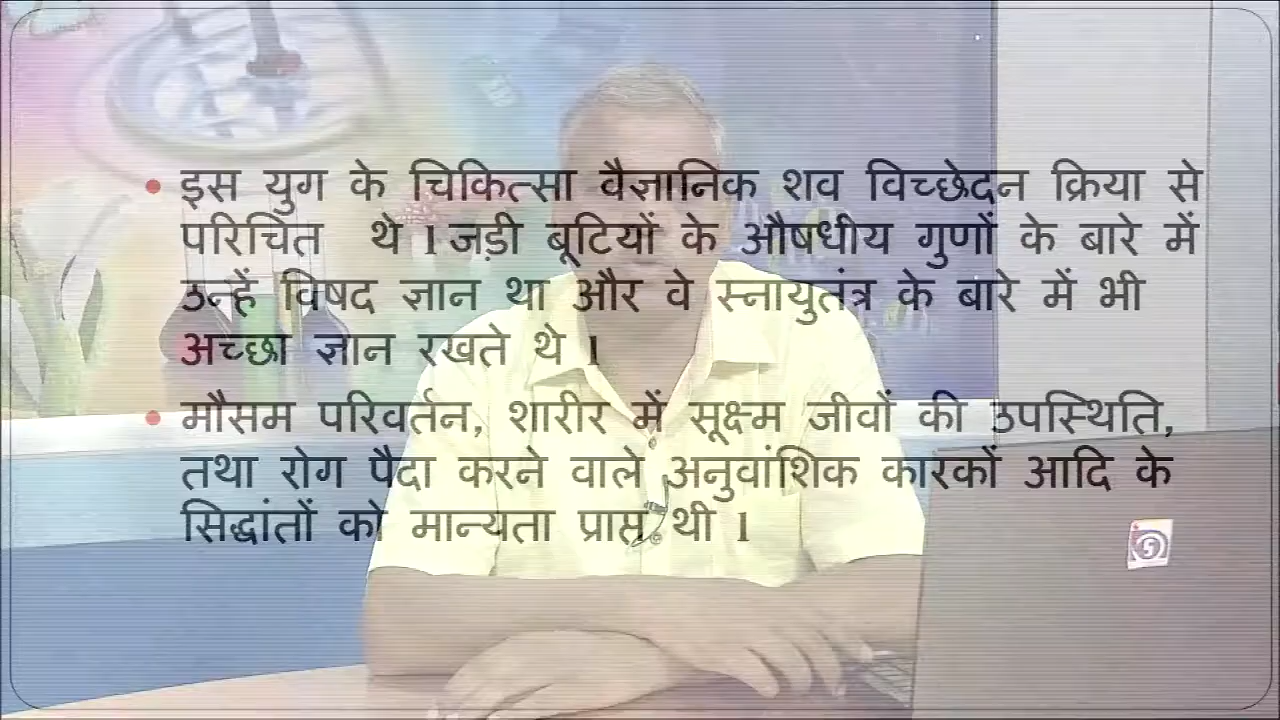 • इस युग के चिकित्सा वैज्ञानिक शव विच्छेदन क्रिया से
परिचित थे l जड़ी बूटियों के औषधीय गुणों के बारे में
उन्हें विषद ज्ञान था और वे स्नायुतंत्र के बारे में भी
अच्छा ज्ञान रखते थे l
• मौसम परिवर्तन, शारीर में सूक्ष्म जीवों की उपस्थिति,
तथा रोग पैदा करने वाले अनुवांशिक कारकों आदि के
सिद्धांतों को मान्यता प्राप्त थी l